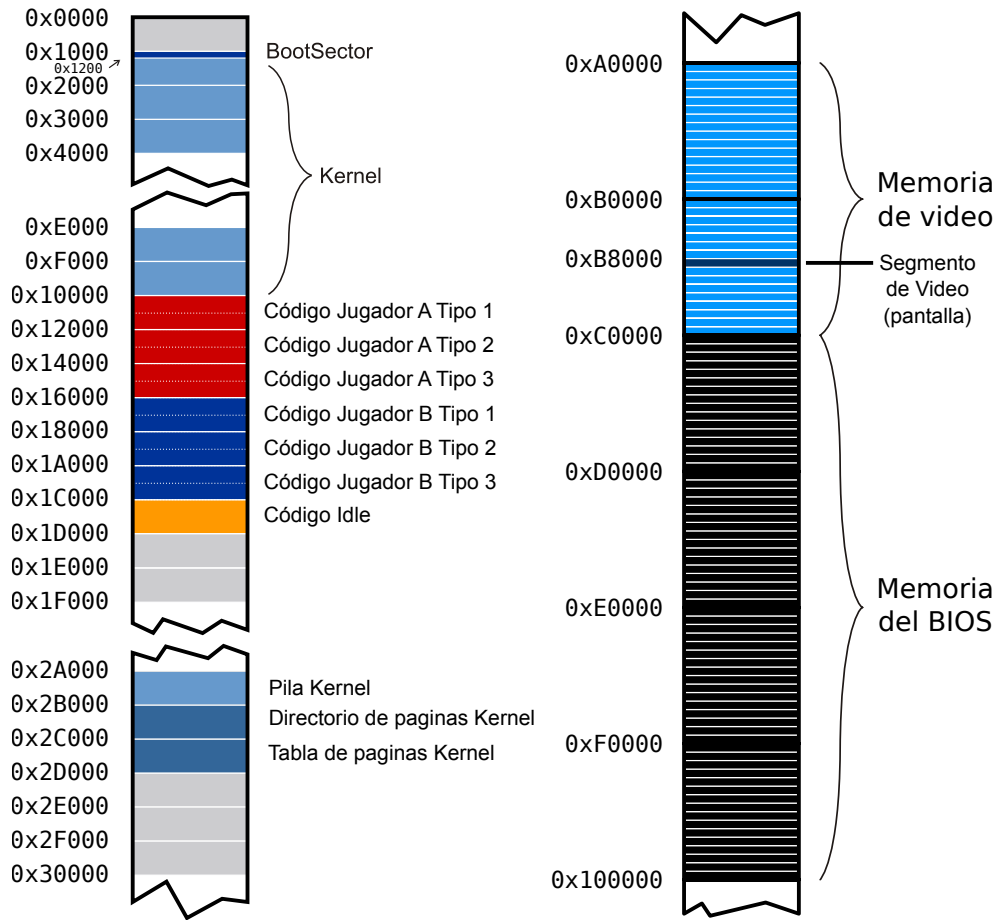 0x0000
0x1000
BootSector
0x1200
0x2000
0x3000
0x4000
Kernel
0xE000
0xF000
0x10000
Código Jugador A Tipo 1
0x12000
Código Jugador A Tipo 2
0x14000
Código Jugador A Tipo 3
0x16000
Código Jugador B Tipo 1
0x18000
Código Jugador B Tipo 2
0x1A000
Código Jugador B Tipo 3
0x1C000
Código Idle
0x1D000
0x1E000
0x1F000
0x2A000
Pila Kernel
0x2B000
Directorio de paginas Kernel
0x2C000
Tabla de paginas Kernel
0x2D000
0x2E000
0x2F000
0x30000
0xA0000
Memoria
de video
0xB0000
0xB8000
Segmento
de Video
(pantalla)
0xC0000
0xD0000
0xE0000
Memoria
del BIOS
0xF0000
0x100000